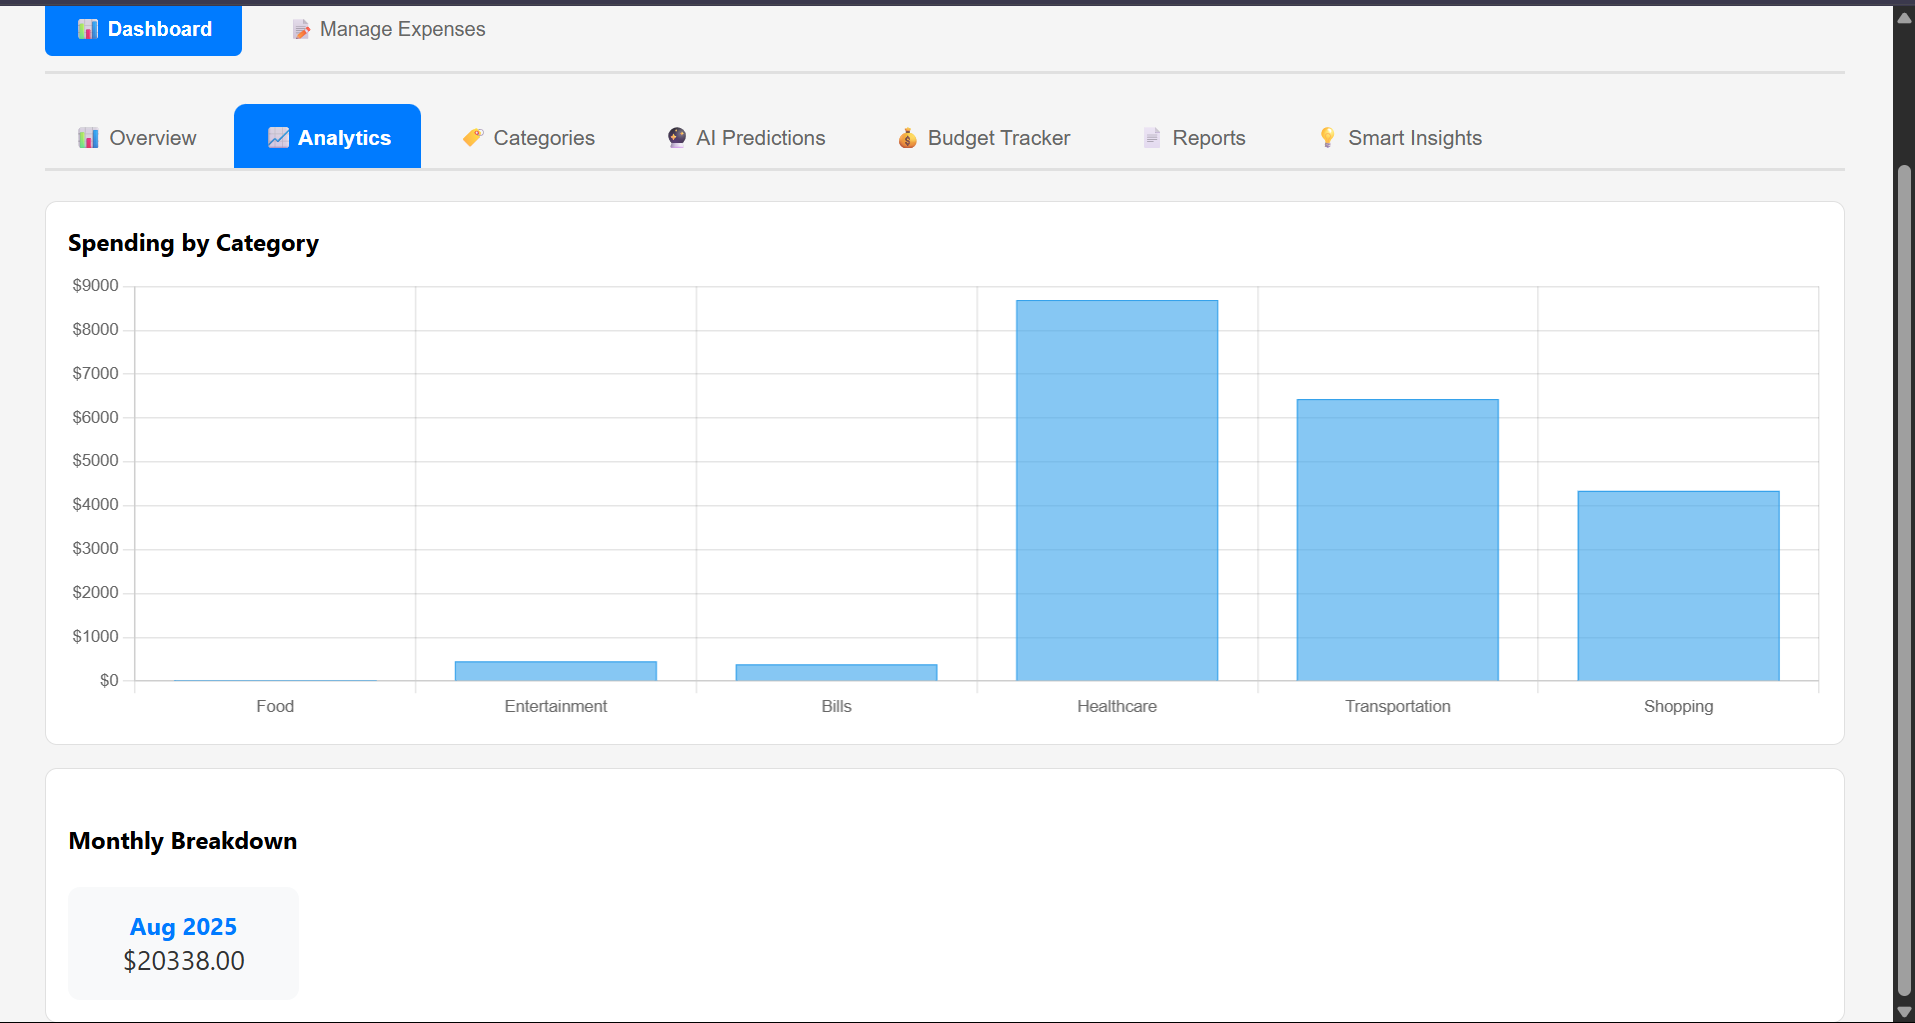 Dashboard
Manage Expenses
Overview
Analytics
Categories
AI Predictions
Budget Tracker
Reports
Smart Insights
Spending by Category
$9000
$8000
$7000
$6000
$5000
$4000
$3000
$2000
$1000
$0
Food
Entertainment
Bills
Healthcare
Transportation
Shopping
Monthly Breakdown
Aug 2025
$20338.00